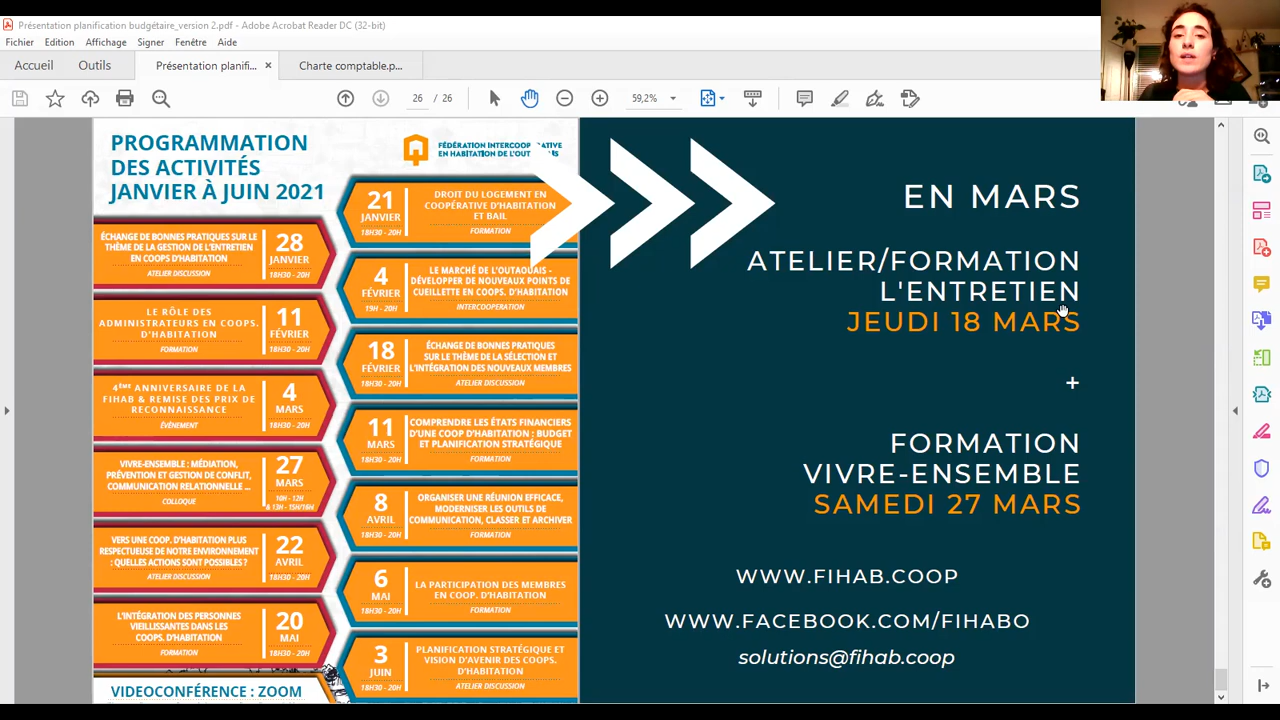 Présentation planification budgétaire_version 2.pdf - Adobe Acrobat Reader DC (32-bit)
Fichier Edition Affichage Signer Fenêtre Aide
Accueil Outils Présentation planifi... × Charte comptable.p...
26 / 26 59,2%
PROGRAMMATION
DES ACTIVITÉS
JANVIER À JUIN 2021
FÉDÉRATION
EN HABITATION DE
21
JANVIER
18H30 - 20H
DROIT DU LOGEMENT EN
COOPÉRATIVE D'HABITATION
ET BAIL
FORMATION
ÉCHANGE DE BONNES PRATIQUES SUR LE
THÈME DE LA GESTION DE L'ENTRETIEN
EN COOPS D'HABITATION
ATELIER DISCUSSION
28
JANVIER
18H30 - 20H
4
FÉVRIER
19H - 20H
LE MARCHÉ DE L'OUTAOUAIS -
DÉVELOPPER DE NOUVEAUX POINTS DE
CUEILLETTE EN COOPS. D'HABITATION
INTERCOOPERATION
LE RÔLE DES
ADMINISTRATEURS EN COOPS.
D'HABITATION
FORMATION
11
FÉVRIER
18H30 - 20H
18
FÉVRIER
18H30 - 20H
ÉCHANGE DE BONNES PRATIQUES
SUR LE THÈME DE LA SÉLECTION ET
L'INTÉGRATION DES NOUVEAUX MEMBRES
ATELIER DISCUSSION
4ÈME ANNIVERSAIRE DE LA
FIHAB & REMISE DES PRIX DE
RECONNAISSANCE
ÉVÈNEMENT
4
MARS
18H30 - 20H
11
MARS
18H30 - 20H
COMPRENDRE LES ÉTATS FINANCIERS
D'UNE COOP D'HABITATION : BUDGET
ET PLANIFICATION STRATÉGIQUE
FORMATION
VIVRE-ENSEMBLE : MÉDIATION,
PRÉVENTION ET GESTION DE CONFLIT,
COMMUNICATION RELATIONNELLE ...
COLLOQUE
27
MARS
10H - 12H
& 13H - 15H/16H
8
AVRIL
18H30 - 20H
ORGANISER UNE RÉUNION EFFICACE,
MODERNISER LES OUTILS DE
COMMUNICATION, CLASSER ET ARCHIVER
FORMATION
VERS UNE COOP. D'HABITATION PLUS
RESPECTUEUSE DE NOTRE ENVIRONNEMENT
: QUELLES ACTIONS SONT POSSIBLES ?
ATELIER DISCUSSION
22
AVRIL
18H30 - 20H
6
MAI
18H30 - 20H
LA PARTICIPATION DES MEMBRES
EN COOP. D'HABITATION
FORMATION
L'INTÉGRATION DES PERSONNES
VIEILLISSANTES DANS LES
COOPS. D'HABITATION
FORMATION
20
MAI
18H30 - 20H
3
JUIN
18H30 - 20H
PLANIFICATION STRATÉGIQUE ET
VISION D'AVENIR DES COOPS.
D'HABITATION
ATELIER DISCUSSION
VIDEOCONFÉRENCE : ZOOM
EN MARS
ATELIER/FORMATION
L'ENTRETIEN
JEUDI 18 MARS
+
FORMATION
VIVRE-ENSEMBLE
SAMEDI 27 MARS
WWW.FIHAB.COOP
WWW.FACEBOOK.COM/FIHABO
solutions@fihab.coop